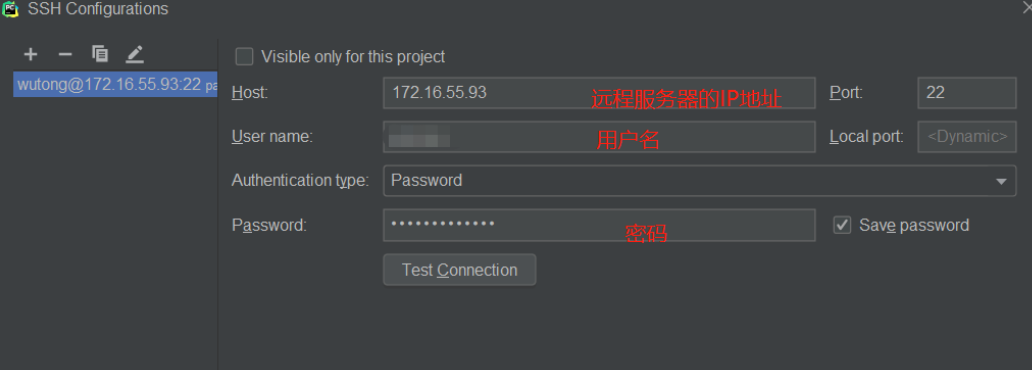 SSH Configurations
Visible only for this project
wutong@172.16.55.93:22 pa
Host: 172.16.55.93 远程服务器的IP地址 Port: 22
User name: 用户名 Local port: <Dynamic>
Authentication type: Password
Password: ••••••••••••• 密码 Save password
Test Connection